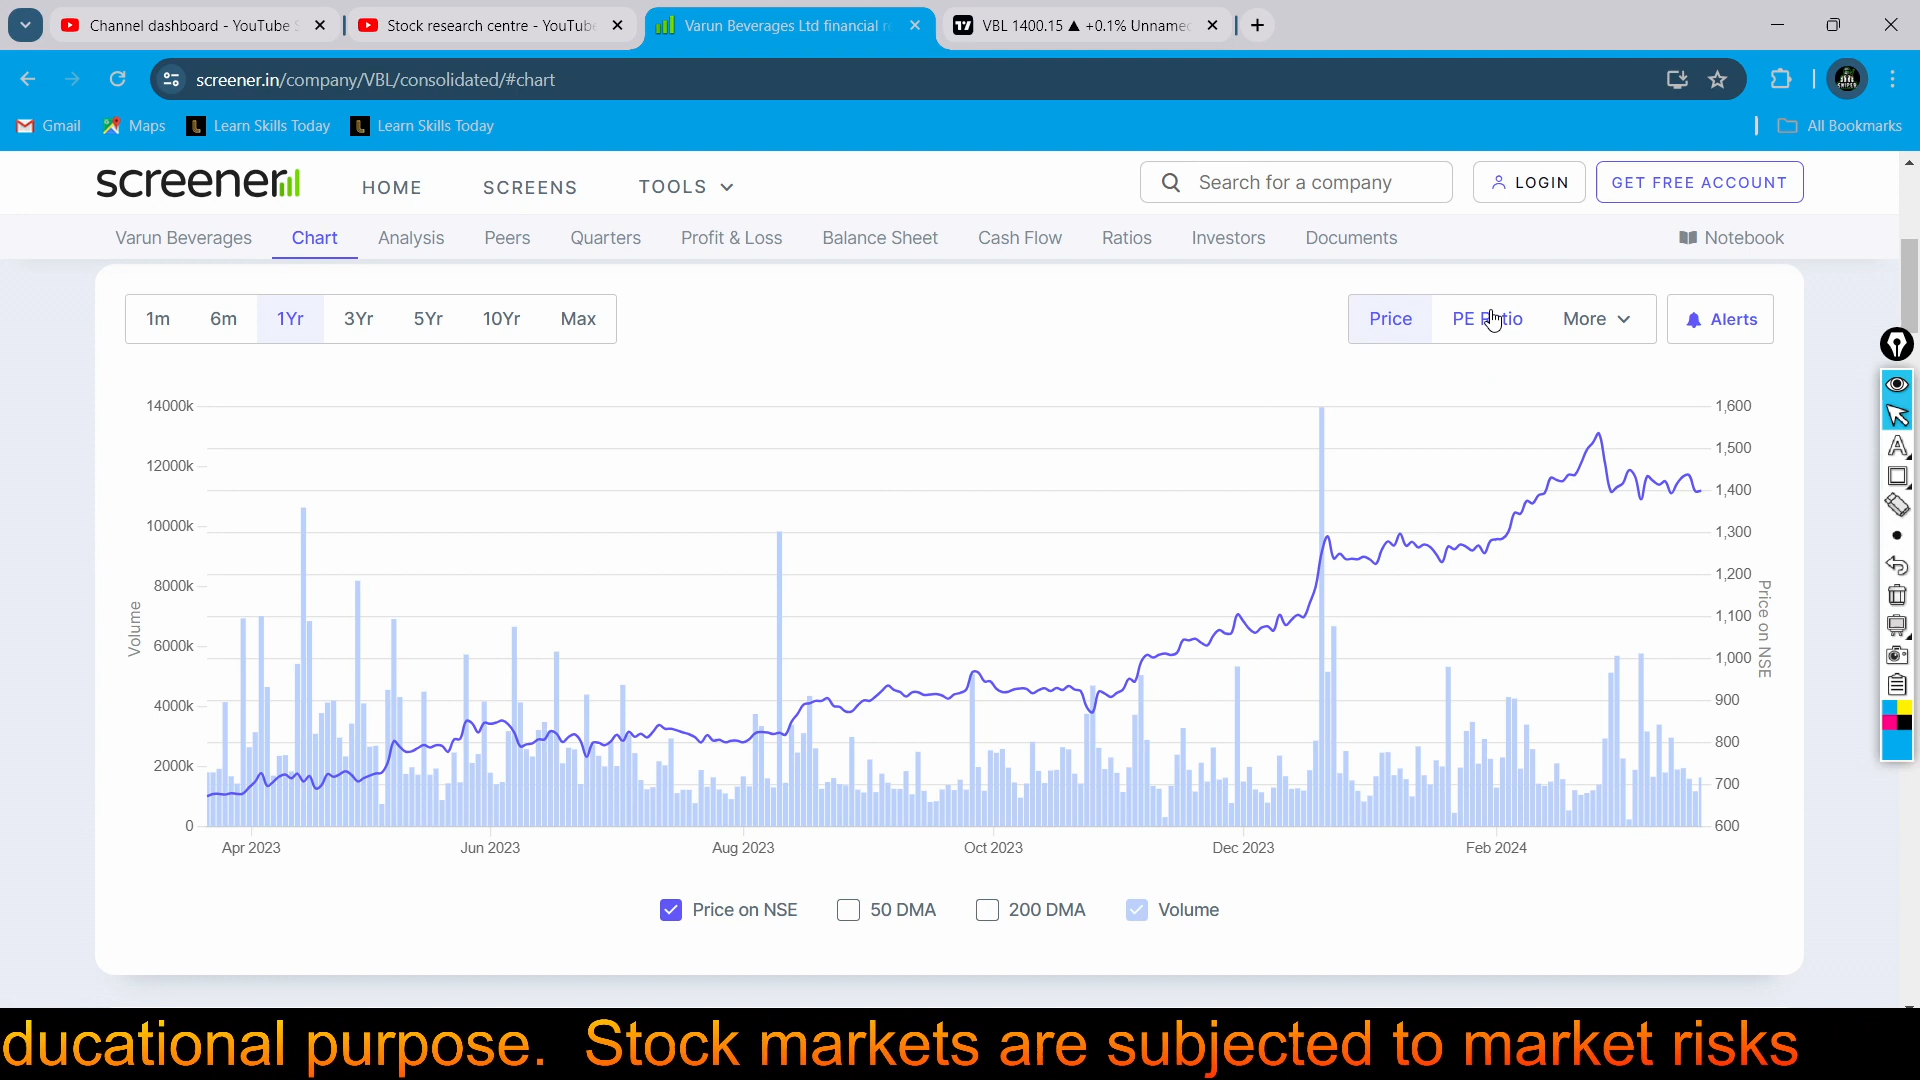 Channel dashboard - YouTube S
Stock research centre - YouTube
Varun Beverages Ltd financial re
VBL 1400.15 ▲ +0.1% Unnamed
screener.in/company/VBL/consolidated/#chart
Gmail
Maps
Learn Skills Today
Learn Skills Today
All Bookmarks
screener
HOME
SCREENS
TOOLS
Search for a company
LOGIN
GET FREE ACCOUNT
Varun Beverages
Chart
Analysis
Peers
Quarters
Profit & Loss
Balance Sheet
Cash Flow
Ratios
Investors
Documents
Notebook
1m
6m
1Yr
3Yr
5Yr
10Yr
Max
Price
PE Ratio
More
Alerts
14000k
12000k
10000k
8000k
6000k
4000k
2000k
0
Volume
1,600
1,500
1,400
1,300
1,200
1,100
1,000
900
800
700
600
Price on NSE
Apr 2023
Jun 2023
Aug 2023
Oct 2023
Dec 2023
Feb 2024
Price on NSE
50 DMA
200 DMA
Volume
ducational purpose. Stock markets are subjected to market risks